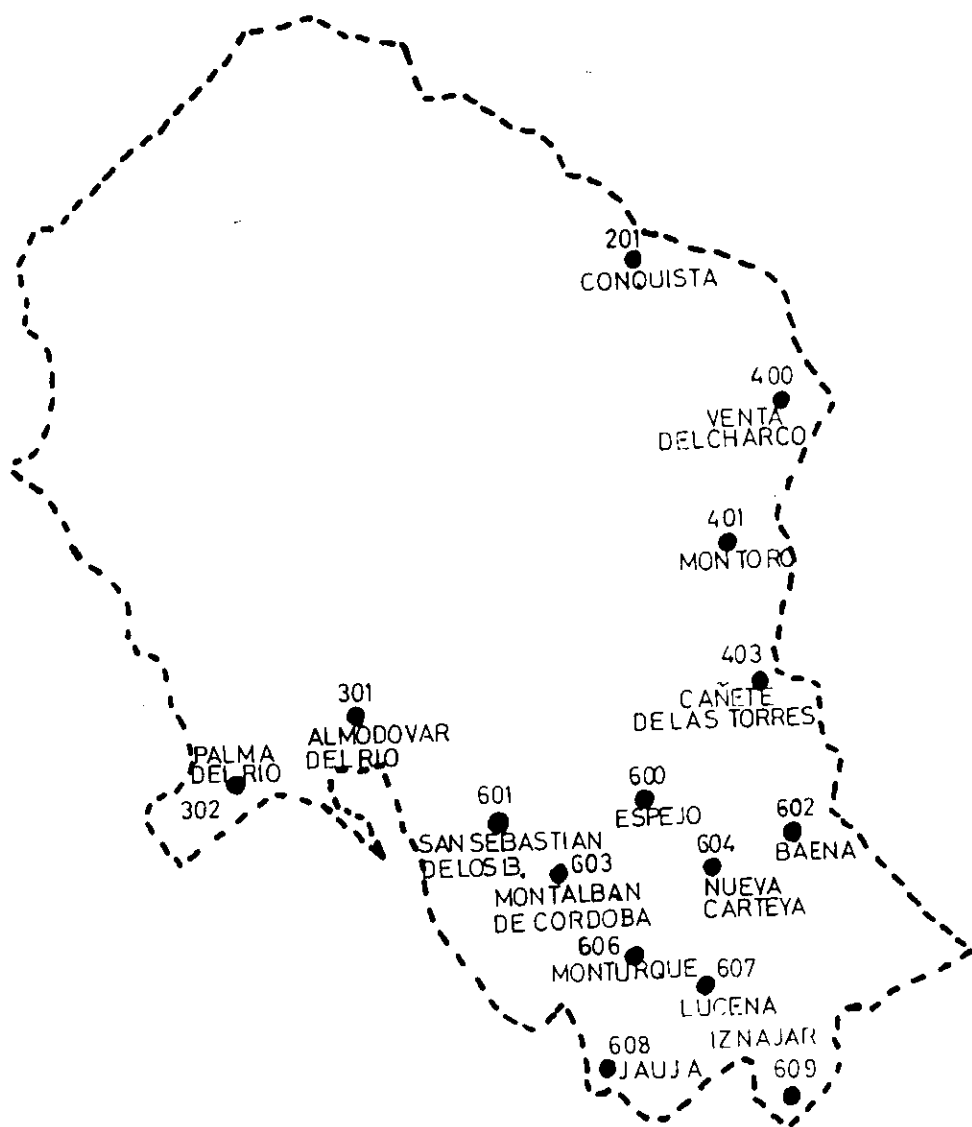 201
CONQUISTA
400
VENTA
DEL CHARCO
401
MONTORO
403
CAÑETE
DE LAS TORRES
301
ALMODOVAR
DEL RIO
PALMA
DEL RIO
302
600
ESPEJO
601
SAN SEBASTIAN
DE LOS B.
602
BAENA
603
MONTALBAN
DE CORDOBA
604
NUEVA
CARTEYA
606
MONTURQUE
607
LUCENA
IZNAJAR
609
608
JAUJA